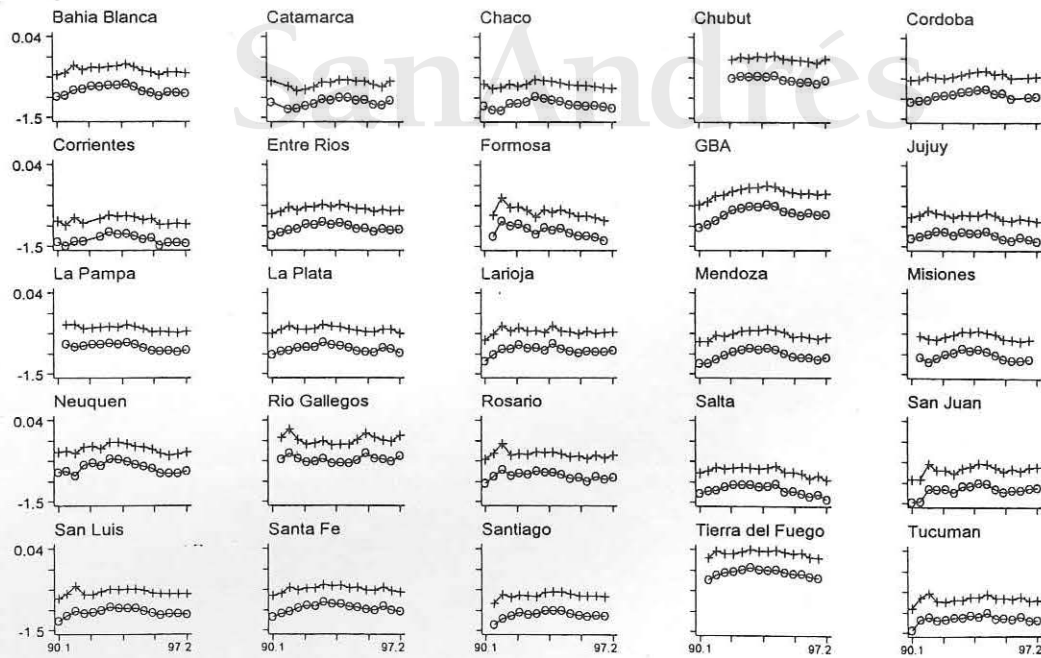 SanAndrés
Bahia Blanca Catamarca Chaco Chubut Cordoba
0.04
-1.5
Corrientes Entre Rios Formosa GBA Jujuy
0.04
-1.5
La Pampa La Plata Larioja Mendoza Misiones
0.04
-1.5
Neuquen Rio Gallegos Rosario Salta San Juan
0.04
-1.5
San Luis Santa Fe Santiago Tierra del Fuego Tucuman
0.04
-1.5
90.1 97.2 90.1 97.2 90.1 97.2 90.1 97.2 90.1 97.2